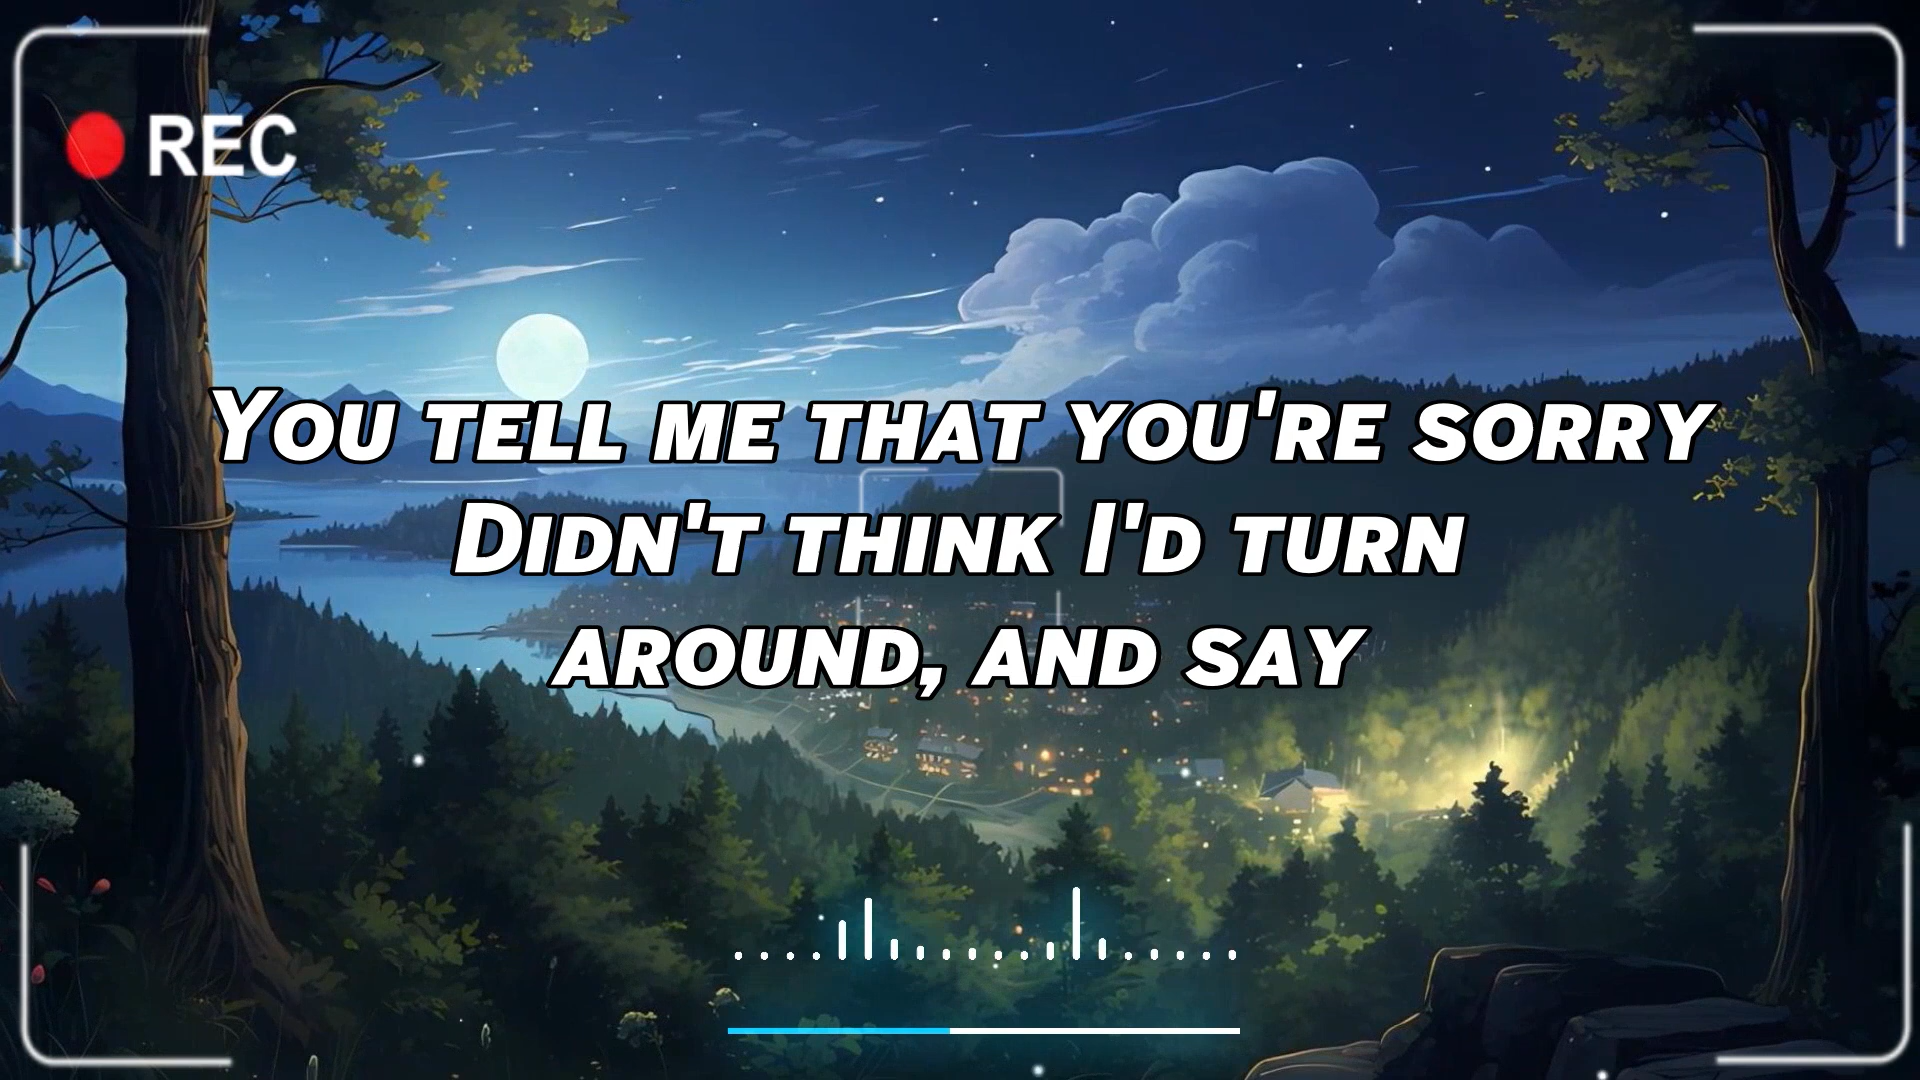 REC
You tell me that you're sorry
Didn't think I'd turn
around, and say